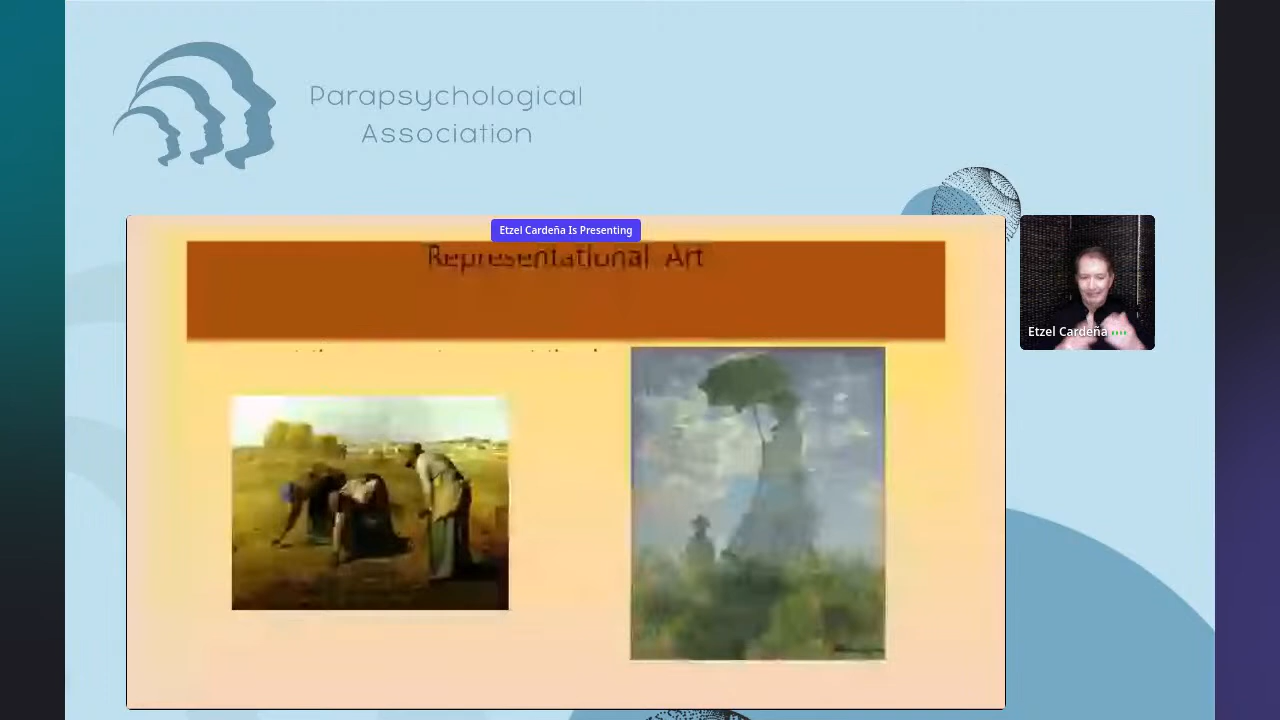 Parapsychological
Association
Etzel Cardeña Is Presenting
Representational Art
Etzel Cardeña